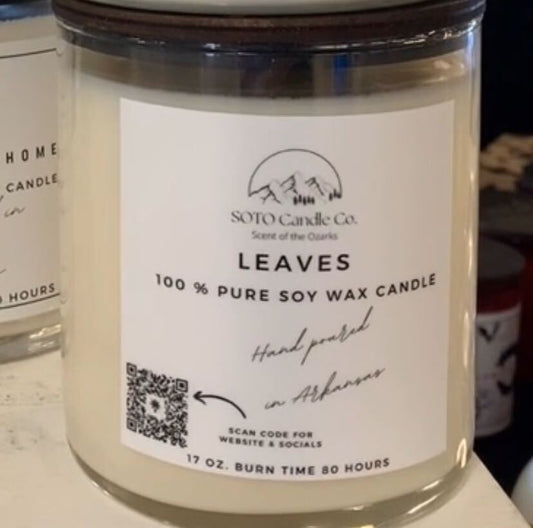 SOTO Candle Co.
Scent of the Ozarks
LEAVES
100 % PURE SOY WAX CANDLE
Hand poured
in Arkansas
SCAN CODE FOR
WEBSITE & SOCIALS
17 OZ. BURN TIME 80 HOURS
HOME
CANDLE
in
HOURS